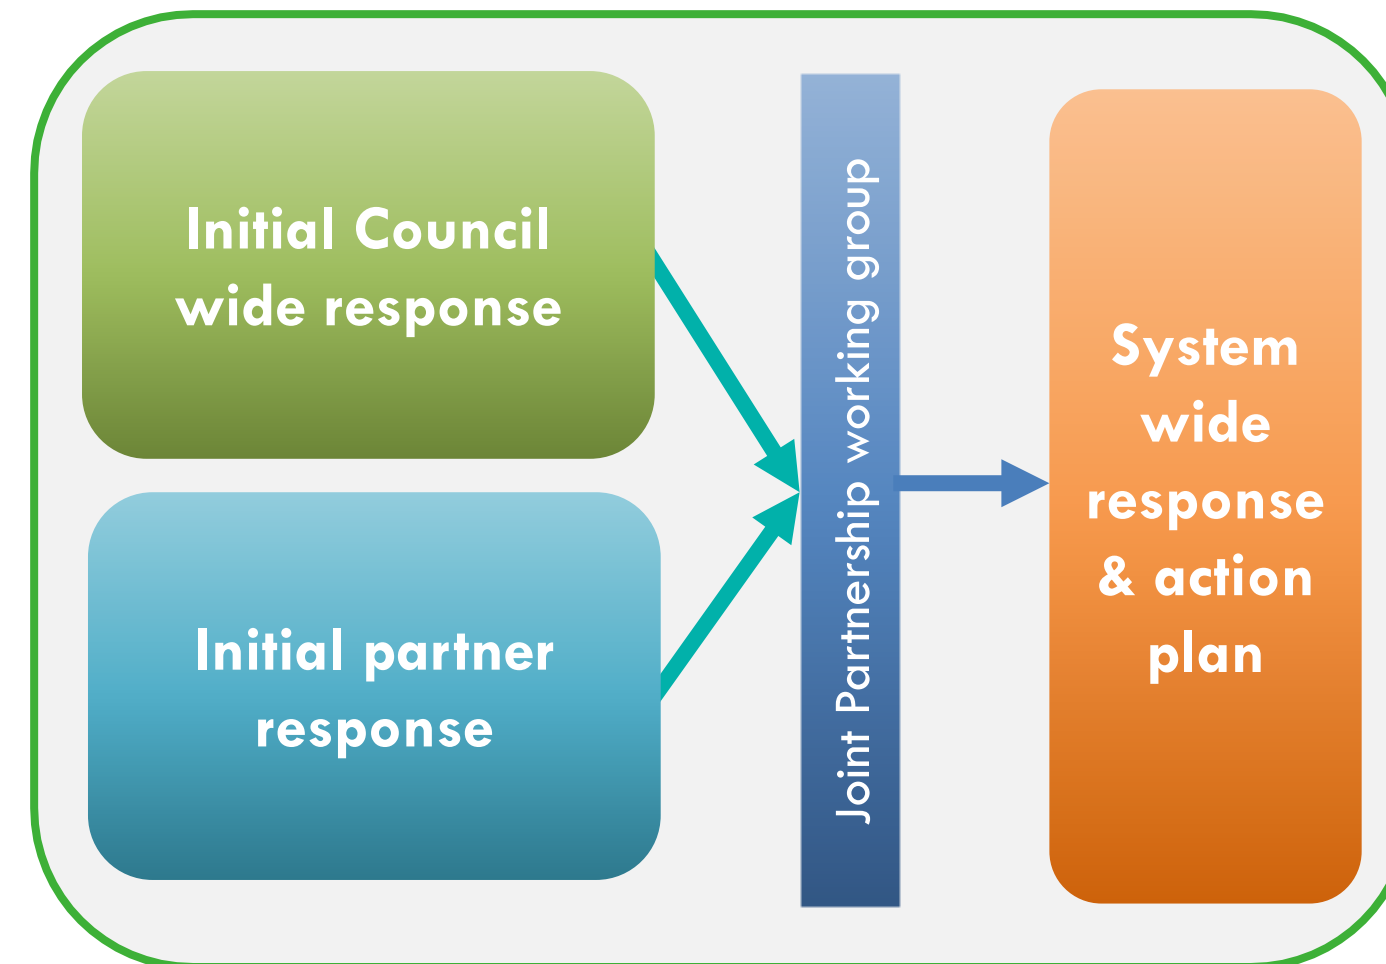 Initial Council
wide response
Initial partner
response
Joint Partnership working group
System
wide
response
& action
plan